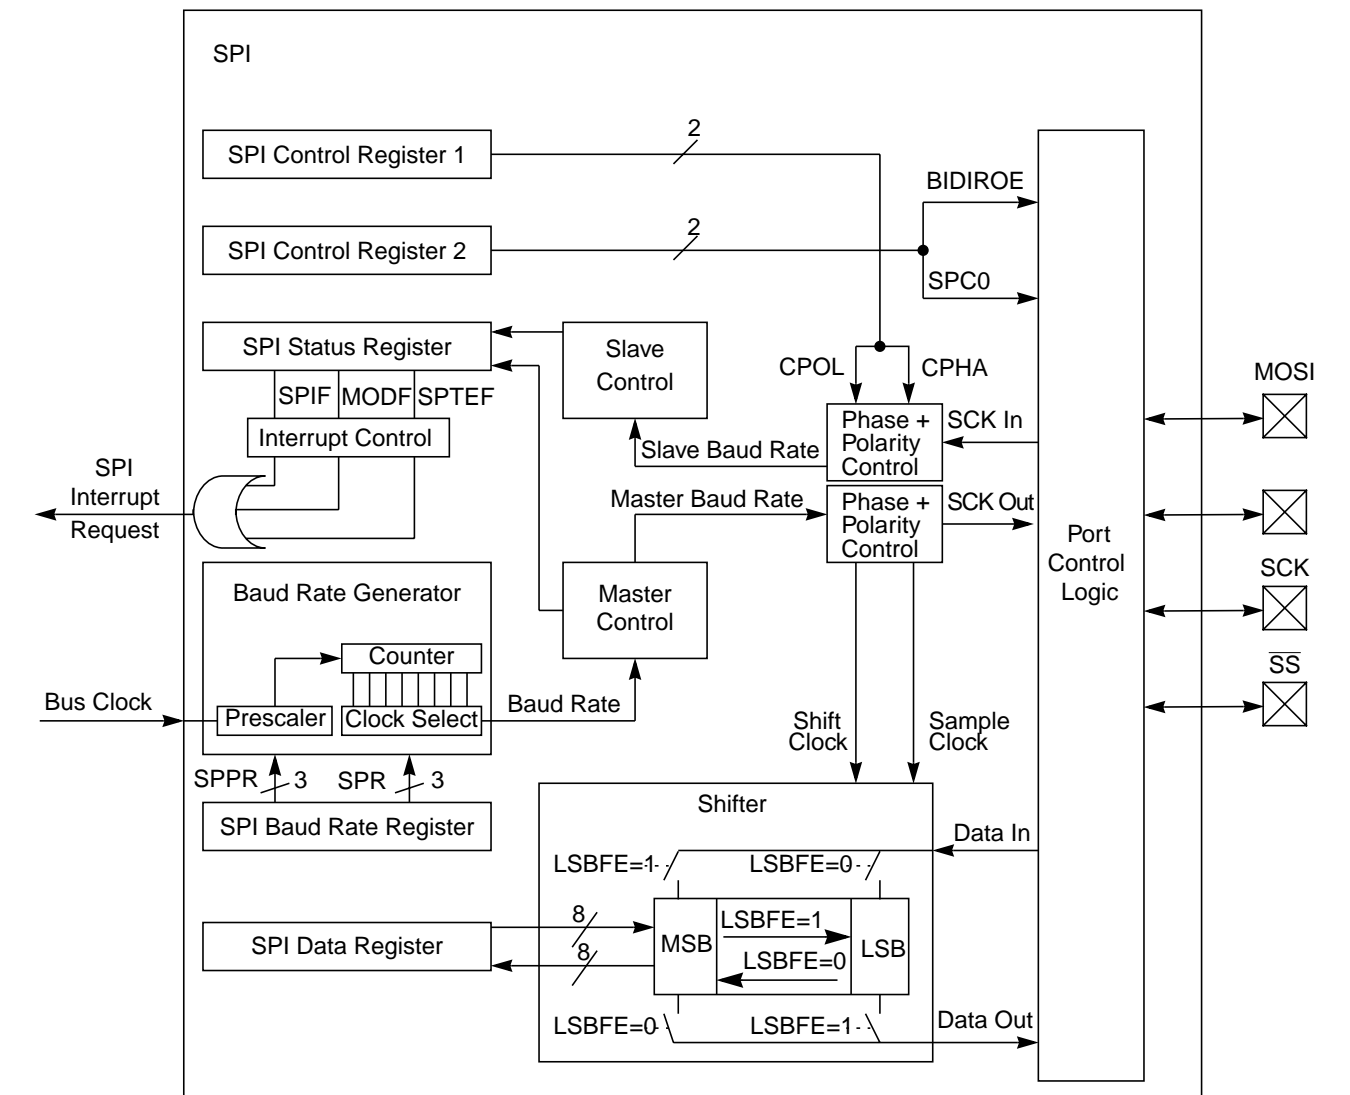 SPI
SPI Control Register 1
2
BIDIROE
SPI Control Register 2
2
SPC0
SPI Status Register
Slave
Control
CPOL
CPHA
MOSI
SPIF
MODF
SPTEF
Interrupt Control
Phase +
Polarity
Control
SCK In
Slave Baud Rate
SPI
Interrupt
Request
Master Baud Rate
Phase +
Polarity
Control
SCK Out
Port
Control
Logic
SCK
Baud Rate Generator
Master
Control
Counter
SS
Bus Clock
Prescaler
Clock Select
Baud Rate
Shift
Clock
Sample
Clock
SPPR
3
SPR
3
SPI Baud Rate Register
Shifter
Data In
LSBFE=1
LSBFE=0
SPI Data Register
8
8
MSB
LSBFE=1
LSBFE=0
LSB
LSBFE=0
LSBFE=1
Data Out